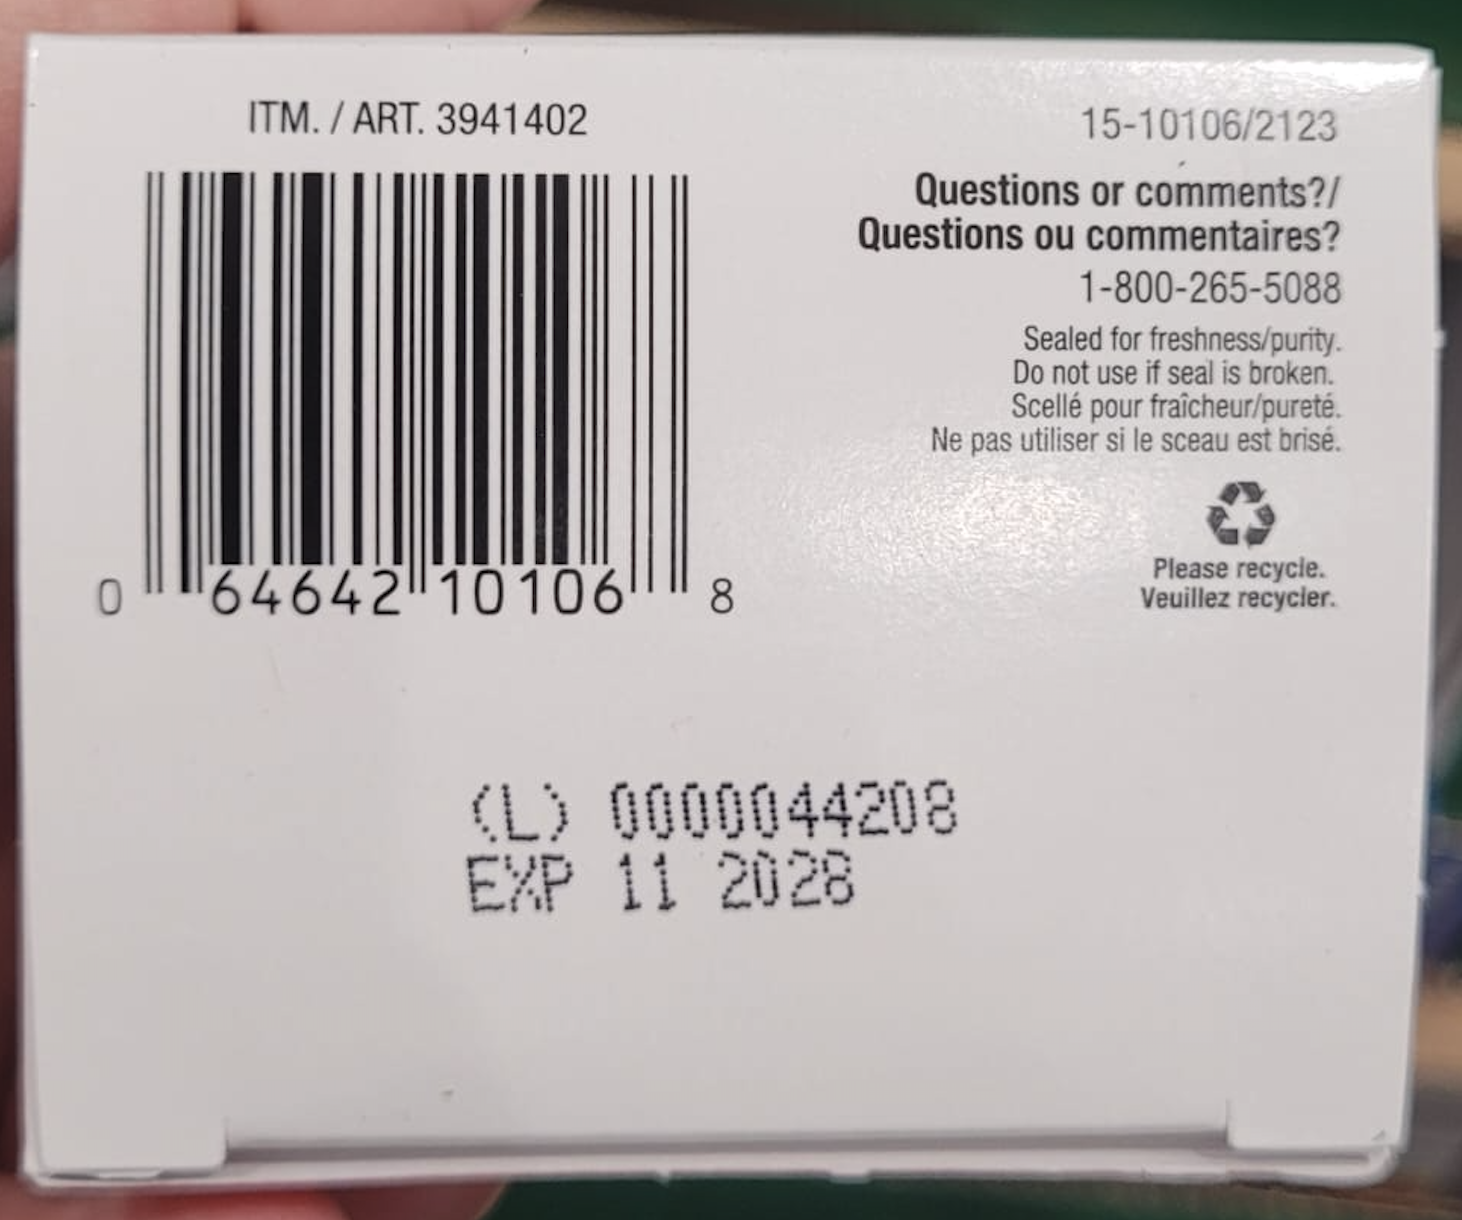 ITM. / ART. 3941402
0 64642 10106 8
15-10106/2123
Questions or comments?/
Questions ou commentaires?
1-800-265-5088
Sealed for freshness/purity.
Do not use if seal is broken.
Scellé pour fraîcheur/pureté.
Ne pas utiliser si le sceau est brisé.
Please recycle.
Veuillez recycler.
(L) 0000044208
EXP 11 2028